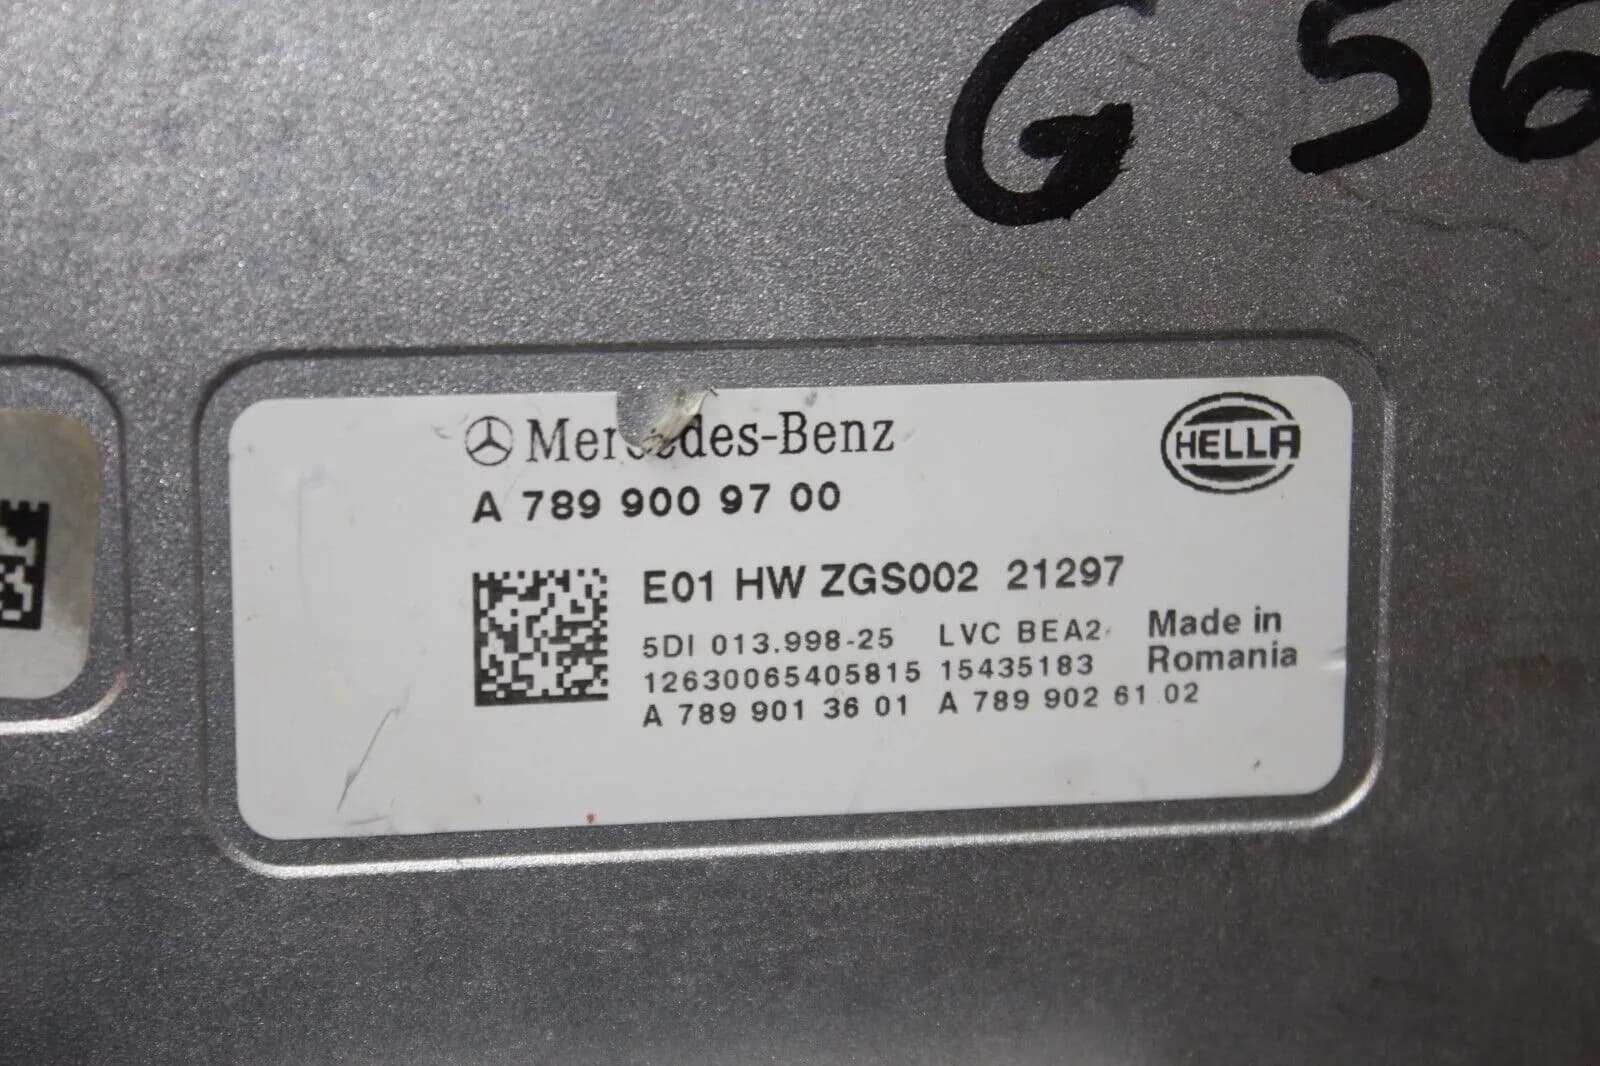 G 56
Mercedes-Benz
HELLA
A 789 900 97 00
E01 HW ZGS002 21297
5DI 013.998-25 LVC BEA2
Made in
12630065405815 15435183
Romania
A 789 901 36 01 A 789 902 61 02